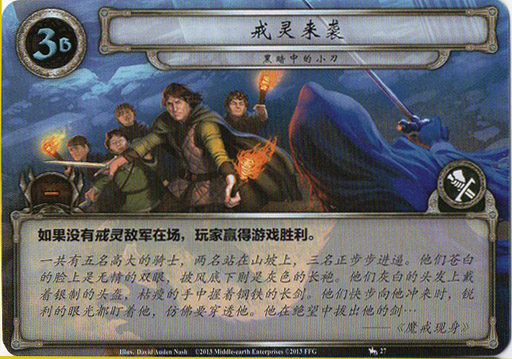 3B
戒灵来袭
黑暗中的小刀
如果没有戒灵敌军在场，玩家赢得游戏胜利。
一共有五名高大的骑士，两名站在山坡上，三名正步步进逼。他们苍白
的脸上是无情的双眼，披风底下则是灰色的长袍。他们灰白的头发上戴
着银制的头盔，枯瘦的手中握着钢铁的长剑。他们快步向他冲来时，锐
利的眼光都盯着他，仿佛要穿透他。他在绝望中拔出他的剑…
——《魔戒现身》
Illus. David Auden Nash ©2013 Middle-earth Enterprises ©2013 FFG 27